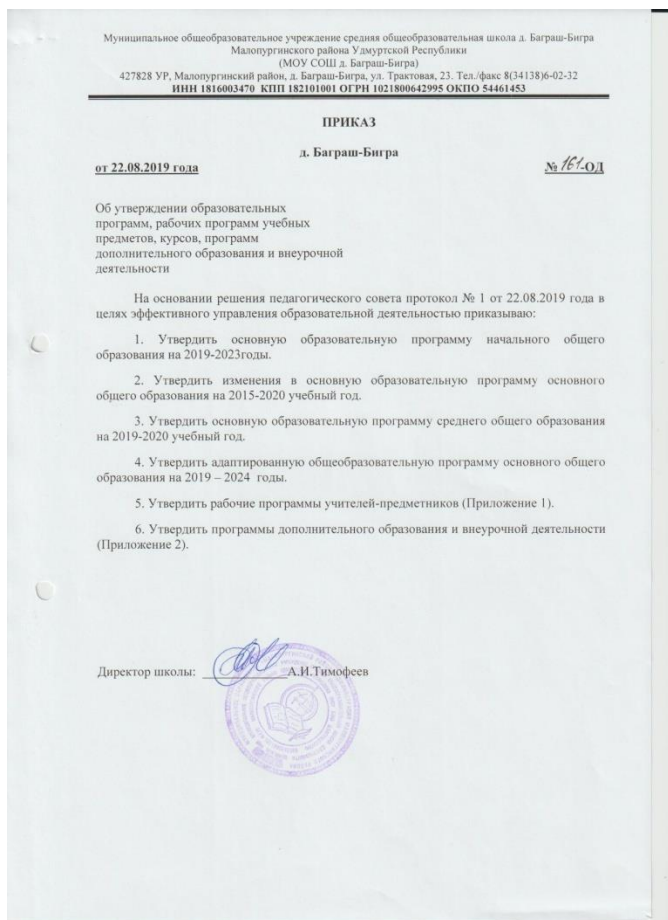 Муниципальное общеобразовательное учреждение средняя общеобразовательная школа д. Баграш-Бигра
Малопургинского района Удмуртской Республики
(МОУ СОШ д. Баграш-Бигра)
427828 УР, Малопургинский район, д. Баграш-Бигра, ул. Трактовая, 23. Тел./факс 8(34138)6-02-32
ИНН 1816003470 КПП 182101001 ОГРН 1021800642995 ОКПО 54461453
ПРИКАЗ
д. Баграш-Бигра
от 22.08.2019 года № 161-ОД
Об утверждении образовательных
программ, рабочих программ учебных
предметов, курсов, программ
дополнительного образования и внеурочной
деятельности
На основании решения педагогического совета протокол № 1 от 22.08.2019 года в
целях эффективного управления образовательной деятельностью приказываю:
1. Утвердить основную образовательную программу начального общего
образования на 2019-2023годы.
2. Утвердить изменения в основную образовательную программу основного
общего образования на 2015-2020 учебный год.
3. Утвердить основную образовательную программу среднего общего образования
на 2019-2020 учебный год.
4. Утвердить адаптированную общеобразовательную программу основного общего
образования на 2019 – 2024 годы.
5. Утвердить рабочие программы учителей-предметников (Приложение 1).
6. Утвердить программы дополнительного образования и внеурочной деятельности
(Приложение 2).
Директор школы: А.И.Тимофеев